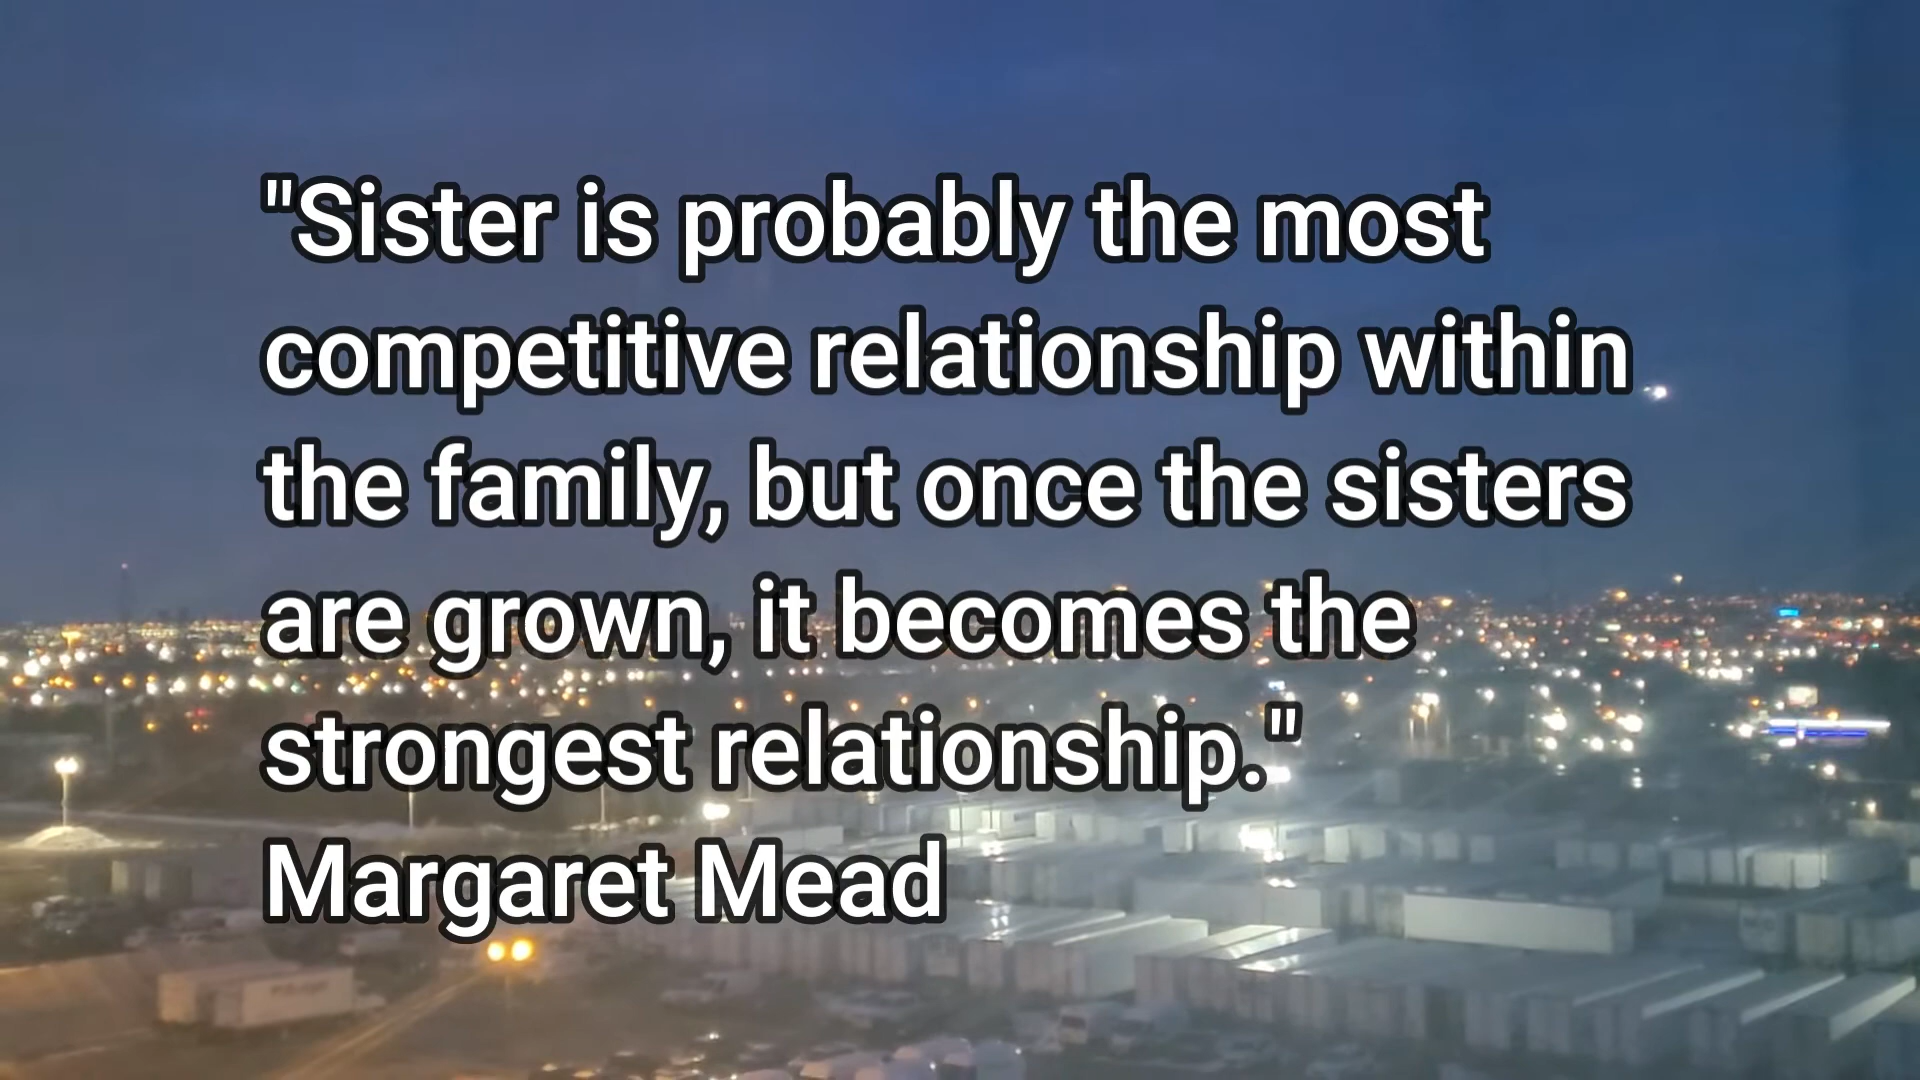 "Sister is probably the most
competitive relationship within
the family, but once the sisters
are grown, it becomes the
strongest relationship."
Margaret Mead